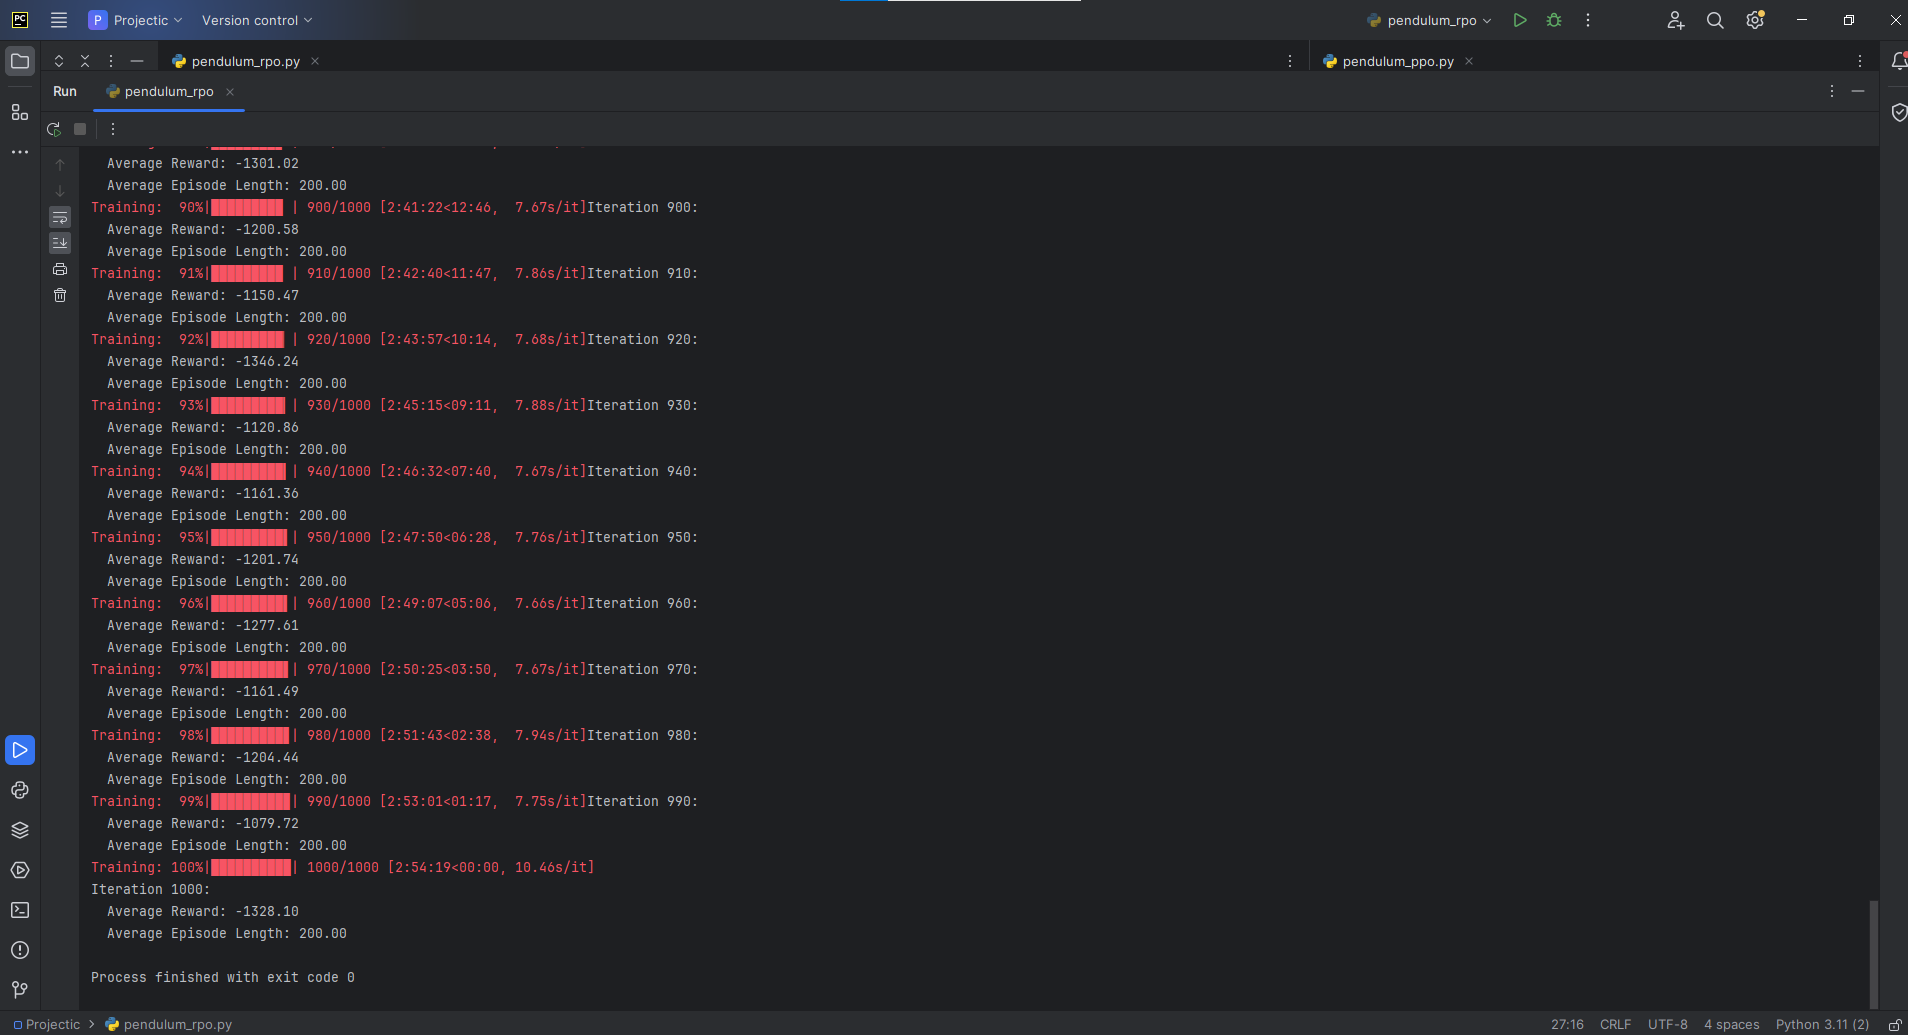 PC P Projectic Version control pendulum_rpo
pendulum_rpo.py pendulum_ppo.py
Run pendulum_rpo
Average Reward: -1301.02
Average Episode Length: 200.00
Training:  90%|██████████ | 900/1000 [2:41:22<12:46,  7.67s/it]Iteration 900:
Average Reward: -1200.58
Average Episode Length: 200.00
Training:  91%|██████████ | 910/1000 [2:42:40<11:47,  7.86s/it]Iteration 910:
Average Reward: -1150.47
Average Episode Length: 200.00
Training:  92%|██████████ | 920/1000 [2:43:57<10:14,  7.68s/it]Iteration 920:
Average Reward: -1346.24
Average Episode Length: 200.00
Training:  93%|██████████ | 930/1000 [2:45:15<09:11,  7.88s/it]Iteration 930:
Average Reward: -1120.86
Average Episode Length: 200.00
Training:  94%|██████████ | 940/1000 [2:46:32<07:40,  7.67s/it]Iteration 940:
Average Reward: -1161.36
Average Episode Length: 200.00
Training:  95%|██████████ | 950/1000 [2:47:50<06:28,  7.76s/it]Iteration 950:
Average Reward: -1201.74
Average Episode Length: 200.00
Training:  96%|██████████ | 960/1000 [2:49:07<05:06,  7.66s/it]Iteration 960:
Average Reward: -1277.61
Average Episode Length: 200.00
Training:  97%|██████████| 970/1000 [2:50:25<03:50,  7.67s/it]Iteration 970:
Average Reward: -1161.49
Average Episode Length: 200.00
Training:  98%|██████████| 980/1000 [2:51:43<02:38,  7.94s/it]Iteration 980:
Average Reward: -1204.44
Average Episode Length: 200.00
Training:  99%|██████████| 990/1000 [2:53:01<01:17,  7.75s/it]Iteration 990:
Average Reward: -1079.72
Average Episode Length: 200.00
Training: 100%|██████████| 1000/1000 [2:54:19<00:00, 10.46s/it]
Iteration 1000:
Average Reward: -1328.10
Average Episode Length: 200.00
Process finished with exit code 0
Projectic > pendulum_rpo.py 27:16 CRLF UTF-8 4 spaces Python 3.11 (2)